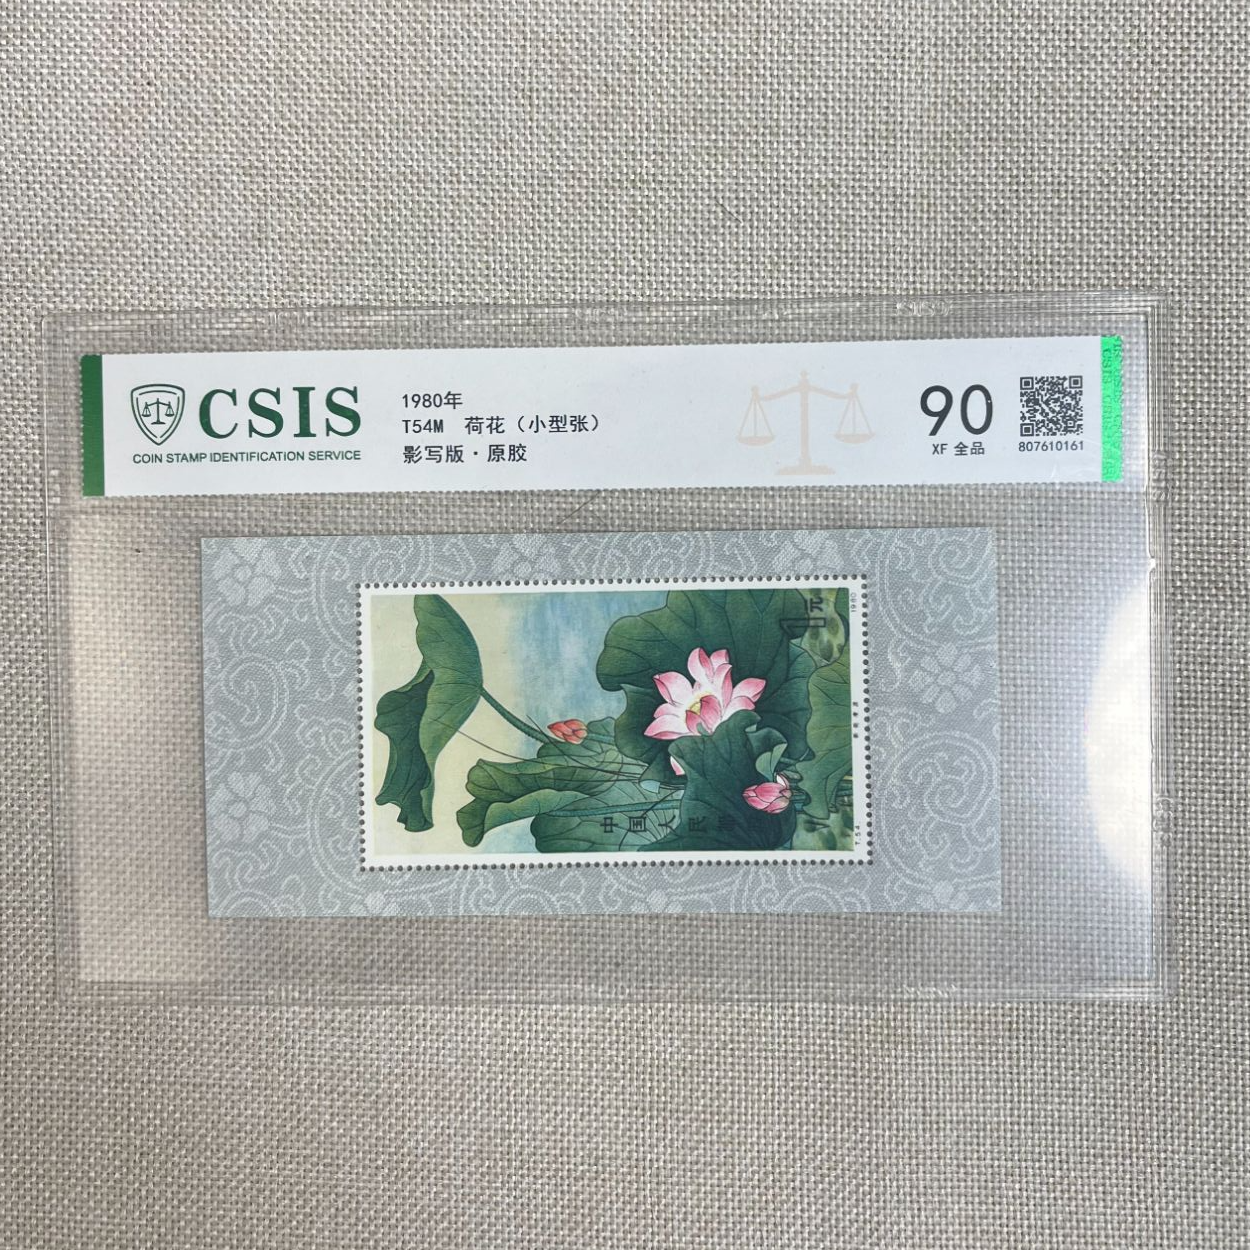 CSIS
COIN STAMP IDENTIFICATION SERVICE
1980年
T54M 荷花（小型张）
影写版·原胶
90
XF 全品
807610161
1元
1980
中国人民邮政
T.54